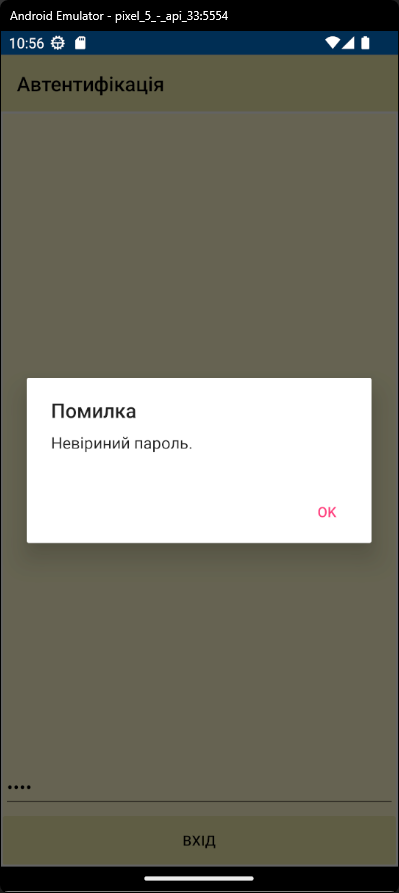 Android Emulator - pixel_5_-_api_33:5554
10:56
Автентифікація
Помилка
Невіриний пароль.
OK
••••
ВХІД